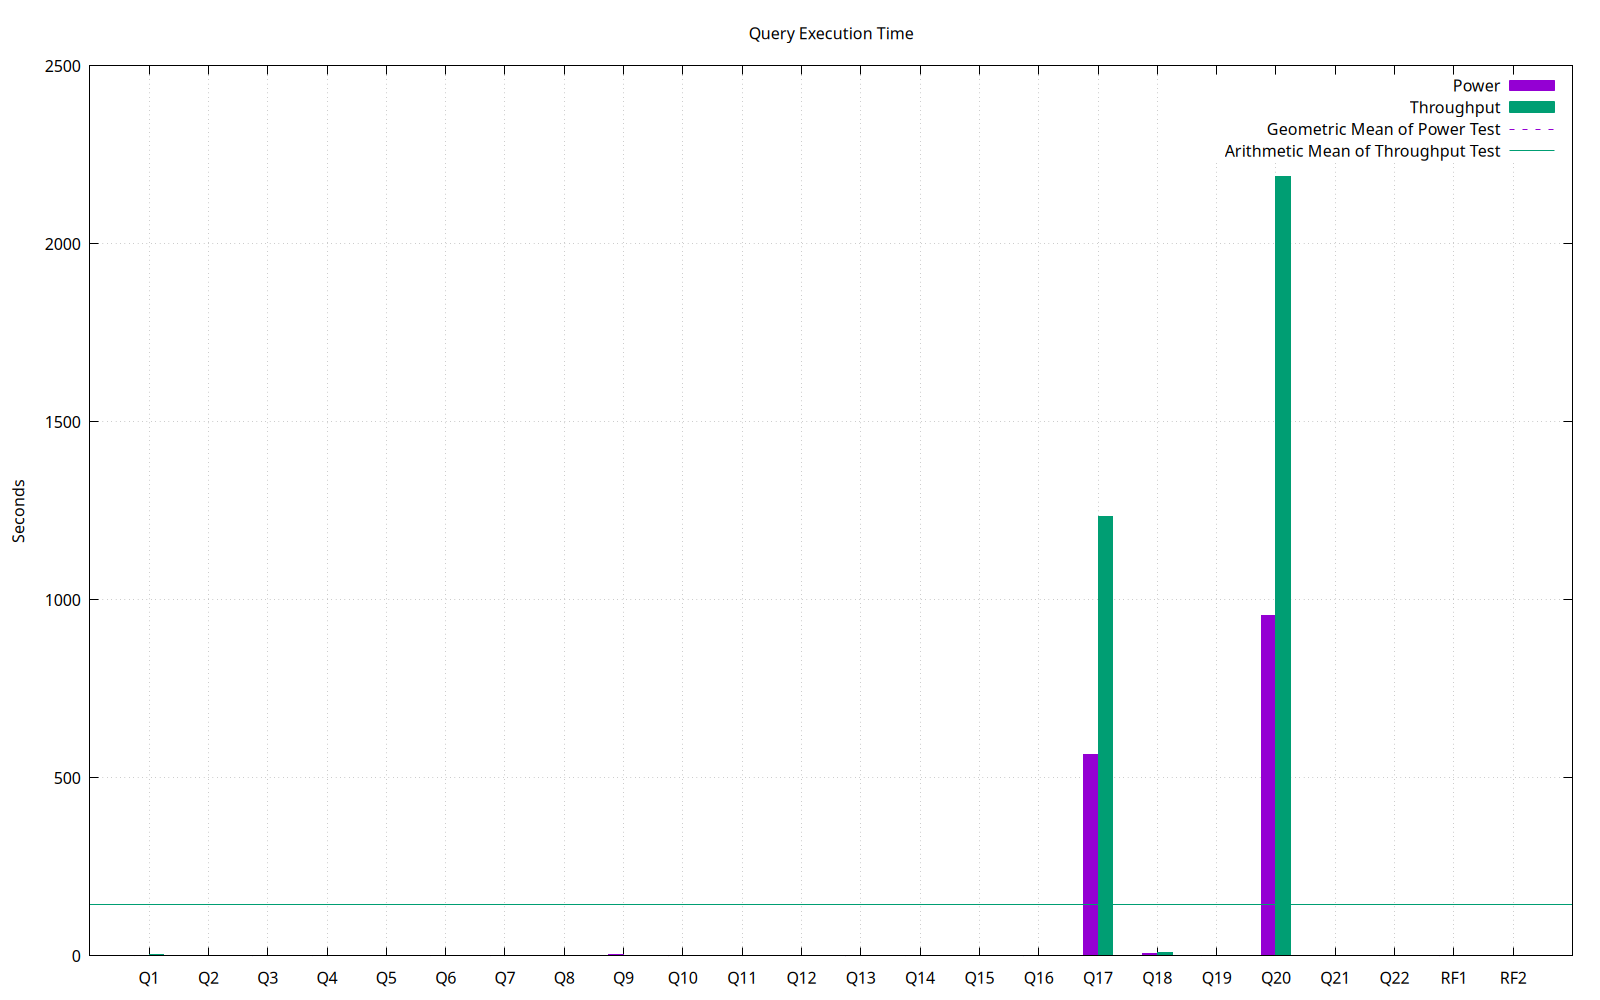 Query Execution Time
2500
2000
1500
1000
500
0
Seconds
Power
Throughput
Geometric Mean of Power Test
Arithmetic Mean of Throughput Test
Q1 Q2 Q3 Q4 Q5 Q6 Q7 Q8 Q9 Q10 Q11 Q12 Q13 Q14 Q15 Q16 Q17 Q18 Q19 Q20 Q21 Q22 RF1 RF2